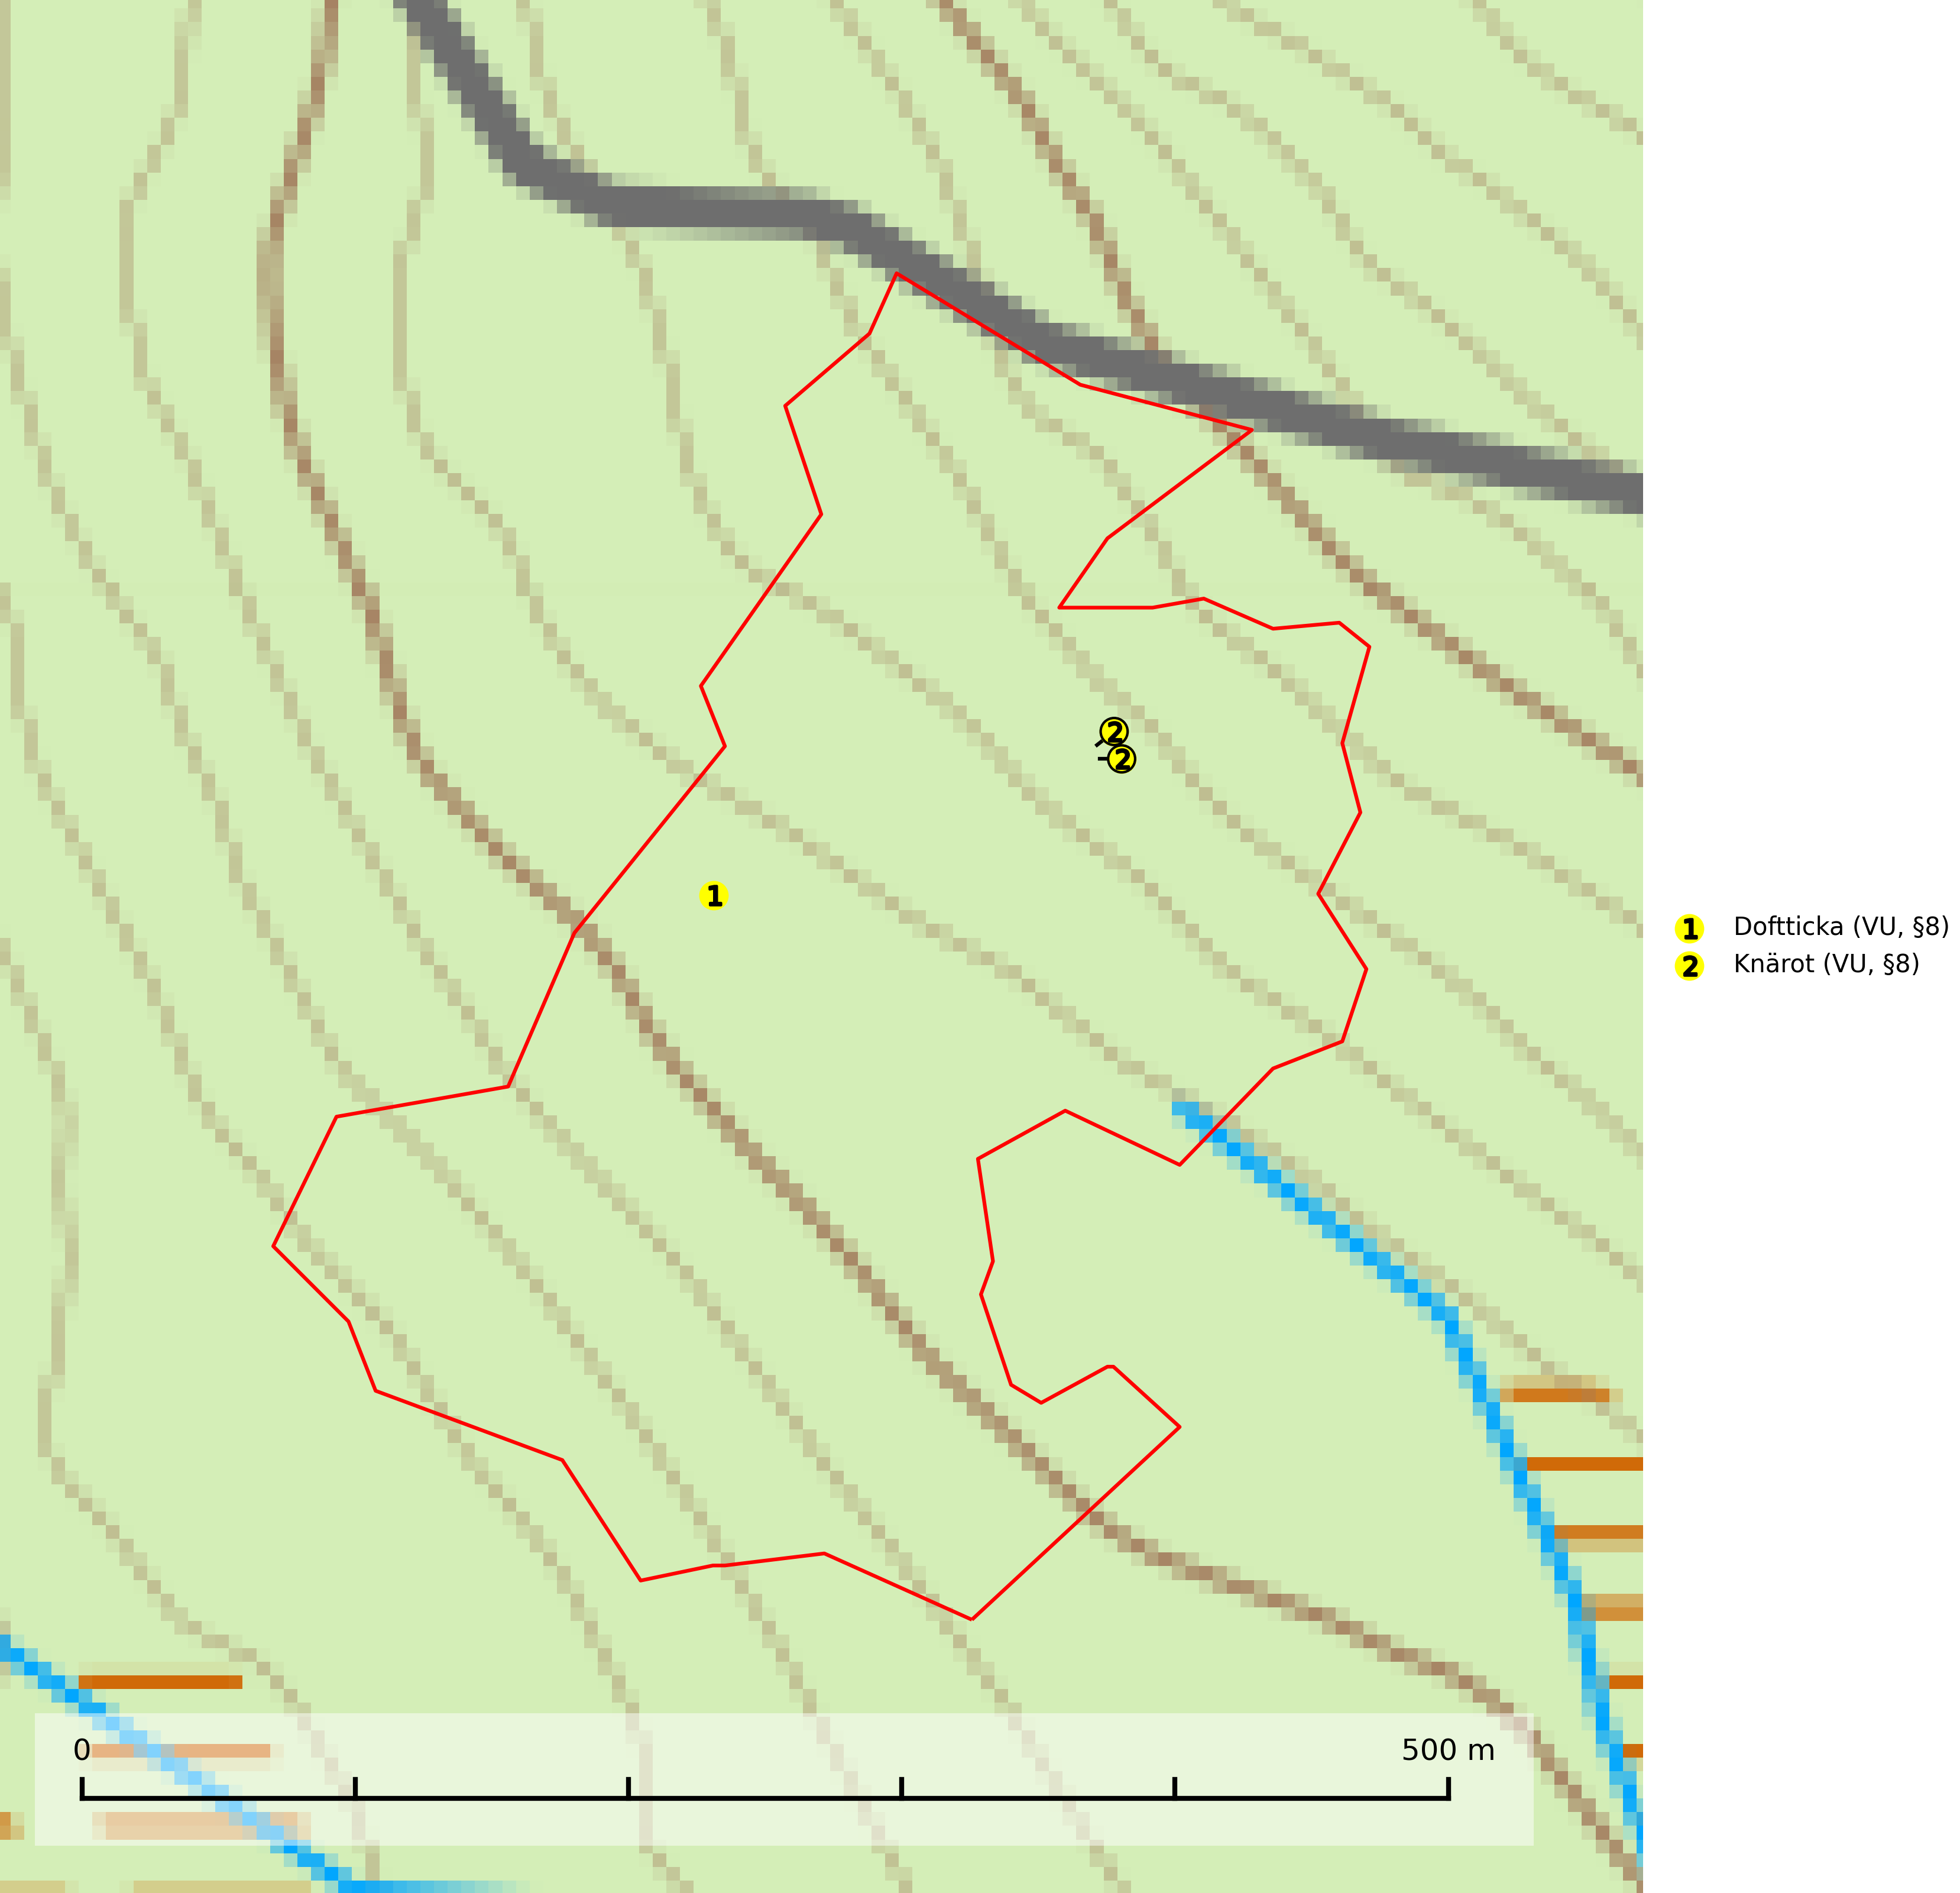 2
2
1
1 Doftticka (VU, §8)
2 Knärot (VU, §8)
0 500 m